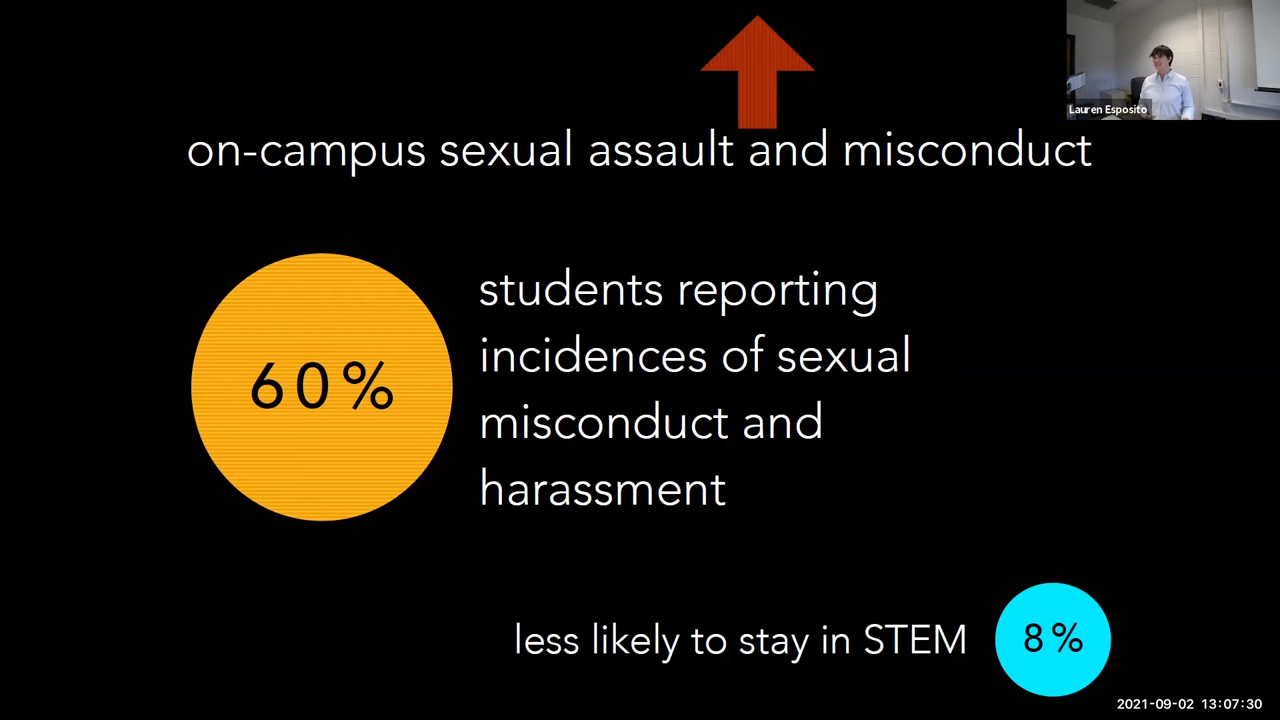 Lauren Esposito
on-campus sexual assault and misconduct
60%
students reporting
incidences of sexual
misconduct and
harassment
less likely to stay in STEM
8%
2021-09-02 13:07:30